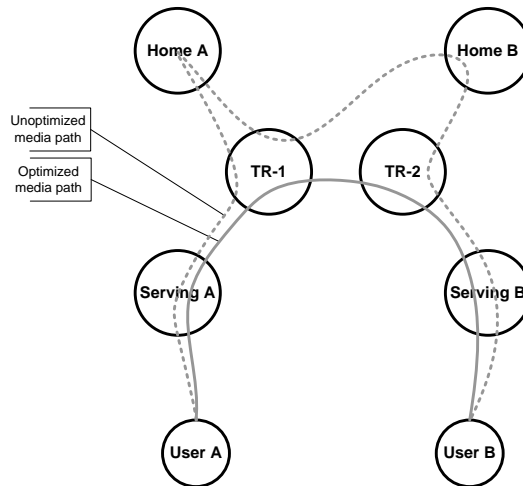 Home A
Home B
Unoptimized
media path
Optimized
media path
TR-1
TR-2
Serving A
Serving B
User A
User B